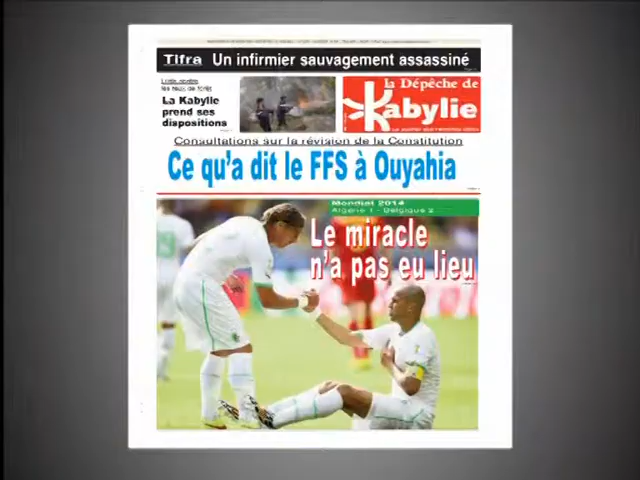 Tifra Un infirmier sauvagement assassiné
La Kabylie
prend ses
dispositions
la Dépêche de
Kabylie
Consultations sur la révision de la Constitution
Ce qu'a dit le FFS à Ouyahia
Mondial 2014
Algérie 1 - Belgique 2
Le miracle
n'a pas eu lieu